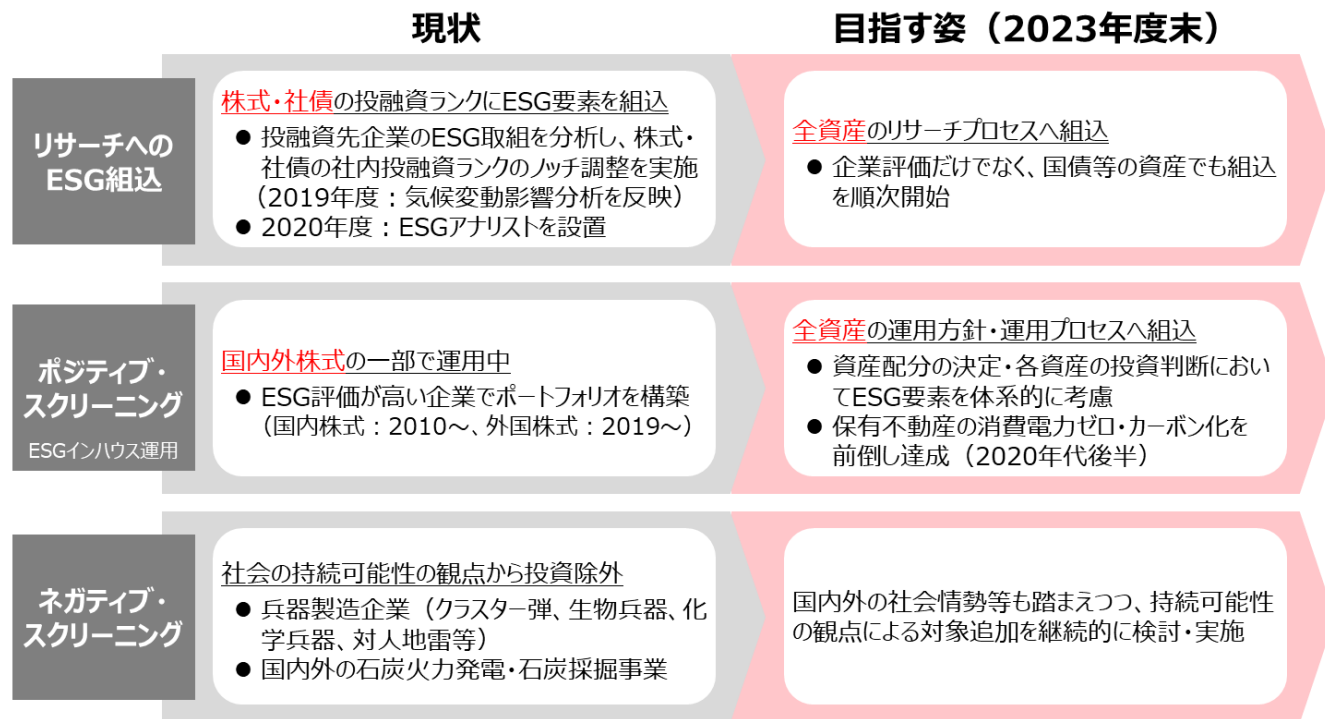 現状
目指す姿（2023年度末）
リサーチへの
ESG組込
株式・社債の投融資ランクにESG要素を組込
● 投融資先企業のESG取組を分析し、株式・
社債の社内投融資ランクのノッチ調整を実施
（2019年度：気候変動影響分析を反映）
● 2020年度：ESGアナリストを設置
全資産のリサーチプロセスへ組込
● 企業評価だけでなく、国債等の資産でも組込
を順次開始
ポジティブ・
スクリーニング
ESGインハウス運用
国内外株式の一部で運用中
● ESG評価が高い企業でポートフォリオを構築
（国内株式：2010～、外国株式：2019～）
全資産の運用方針・運用プロセスへ組込
● 資産配分の決定・各資産の投資判断におい
てESG要素を体系的に考慮
● 保有不動産の消費電力ゼロ・カーボン化を
前倒し達成（2020年代後半）
ネガティブ・
スクリーニング
社会の持続可能性の観点から投資除外
● 兵器製造企業（クラスター弾、生物兵器、化
学兵器、対人地雷等）
● 国内外の石炭火力発電・石炭採掘事業
国内外の社会情勢等も踏まえつつ、持続可能性
の観点による対象追加を継続的に検討・実施